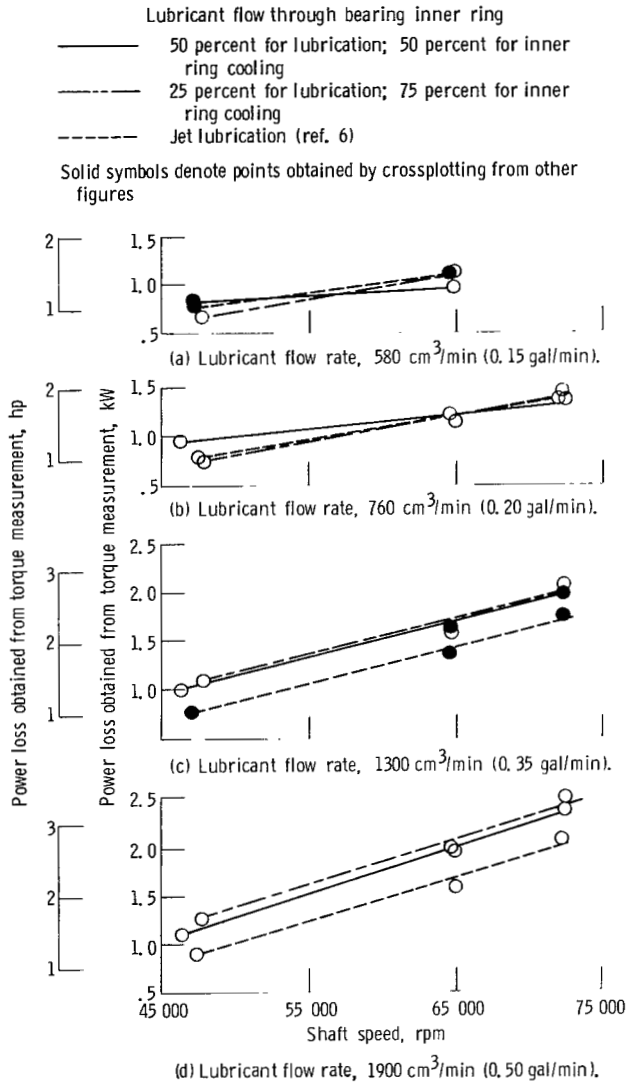 Lubricant flow through bearing inner ring
50 percent for lubrication; 50 percent for inner
ring cooling
25 percent for lubrication; 75 percent for inner
ring cooling
Jet lubrication (ref. 6)
Solid symbols denote points obtained by crossplotting from other
figures
Power loss obtained from torque measurement, hp
Power loss obtained from torque measurement, kW
2
1
1.5
1.0
.5
(a) Lubricant flow rate, 580 cm³/min (0.15 gal/min).
2
1
1.5
1.0
.5
(b) Lubricant flow rate, 760 cm³/min (0.20 gal/min).
3
2
1
2.5
2.0
1.5
1.0
(c) Lubricant flow rate, 1300 cm³/min (0.35 gal/min).
3
2
1
2.5
2.0
1.5
1.0
.5
45 000 55 000 65 000 75 000
Shaft speed, rpm
(d) Lubricant flow rate, 1900 cm³/min (0.50 gal/min).